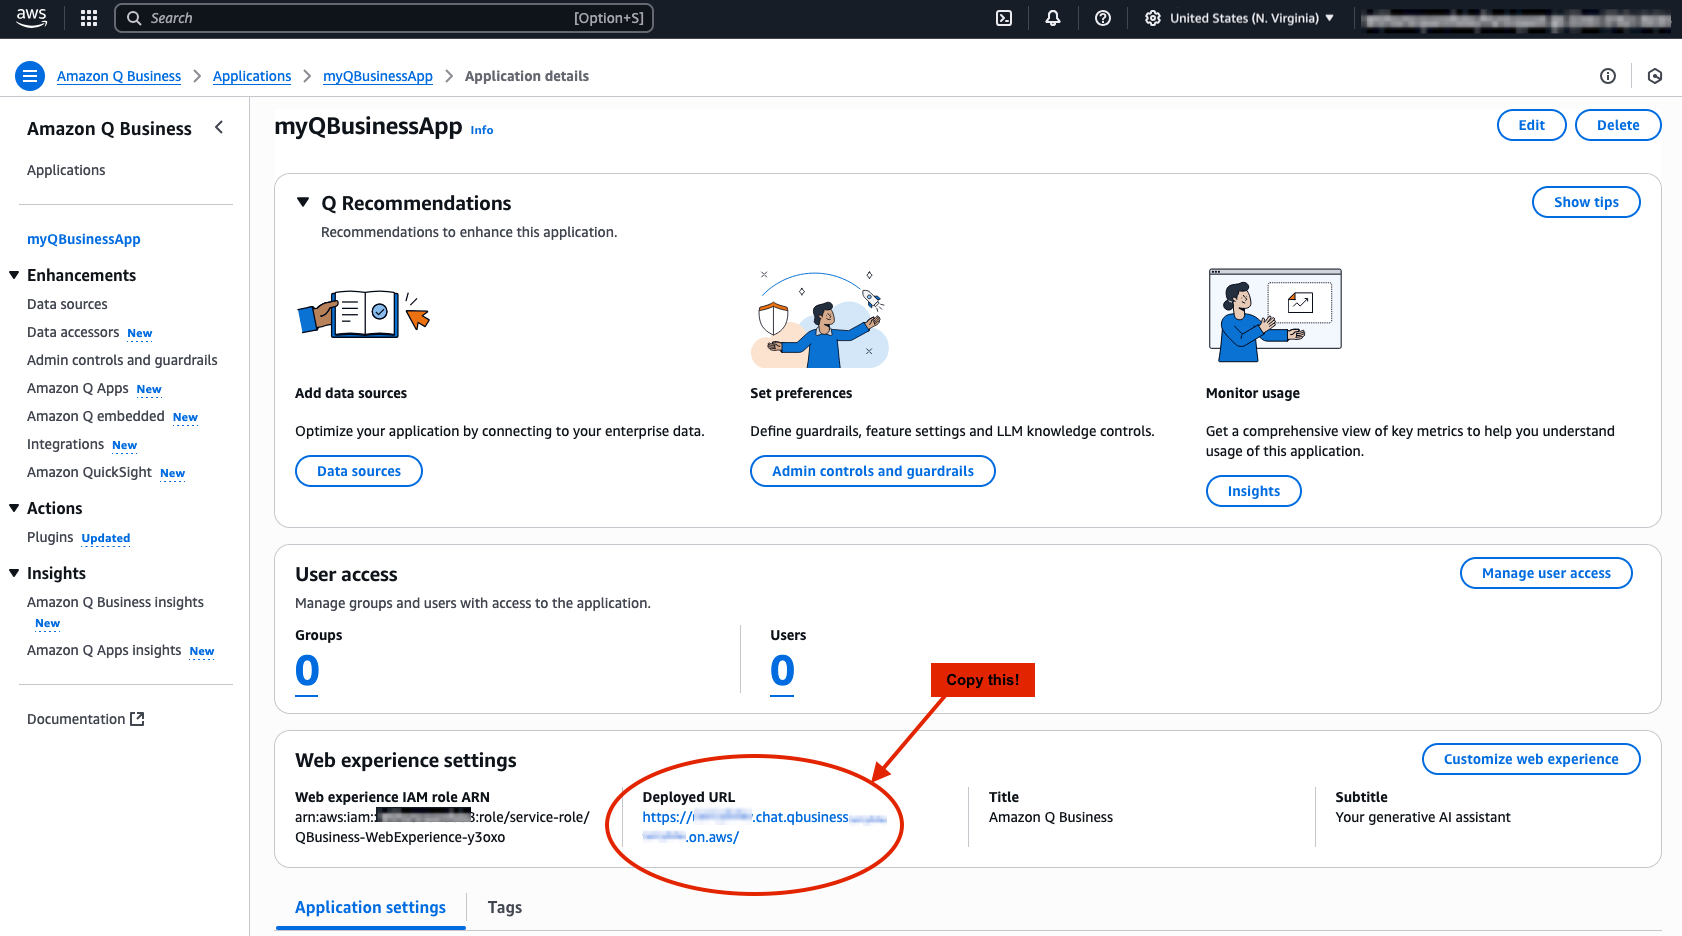 aws
Search
[Option+S]
United States (N. Virginia)
Amazon Q Business
Applications
myQBusinessApp
Application details
Amazon Q Business
Applications
myQBusinessApp
Enhancements
Data sources
Data accessors New
Admin controls and guardrails
Amazon Q Apps New
Amazon Q embedded New
Integrations New
Amazon QuickSight New
Actions
Plugins Updated
Insights
Amazon Q Business insights
New
Amazon Q Apps insights New
Documentation
myQBusinessApp Info
Edit
Delete
Q Recommendations
Show tips
Recommendations to enhance this application.
Add data sources
Optimize your application by connecting to your enterprise data.
Data sources
Set preferences
Define guardrails, feature settings and LLM knowledge controls.
Admin controls and guardrails
Monitor usage
Get a comprehensive view of key metrics to help you understand
usage of this application.
Insights
User access
Manage user access
Manage groups and users with access to the application.
Groups
0
Users
0
Copy this!
Web experience settings
Customize web experience
Web experience IAM role ARN
arn:aws:iam: :role/service-role/
QBusiness-WebExperience-y3oxo
Deployed URL
https:// .chat.qbusiness
.on.aws/
Title
Amazon Q Business
Subtitle
Your generative AI assistant
Application settings
Tags